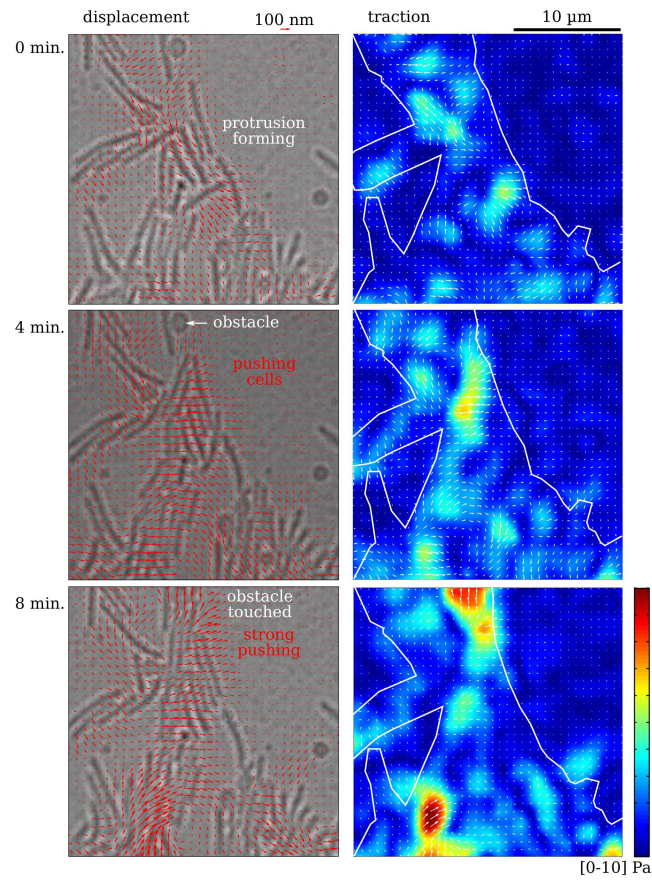 displacement
100 nm
traction
10 µm
0 min.
protrusion
forming
4 min.
obstacle
pushing
cells
8 min.
obstacle
touched
strong
pushing
[0-10] Pa